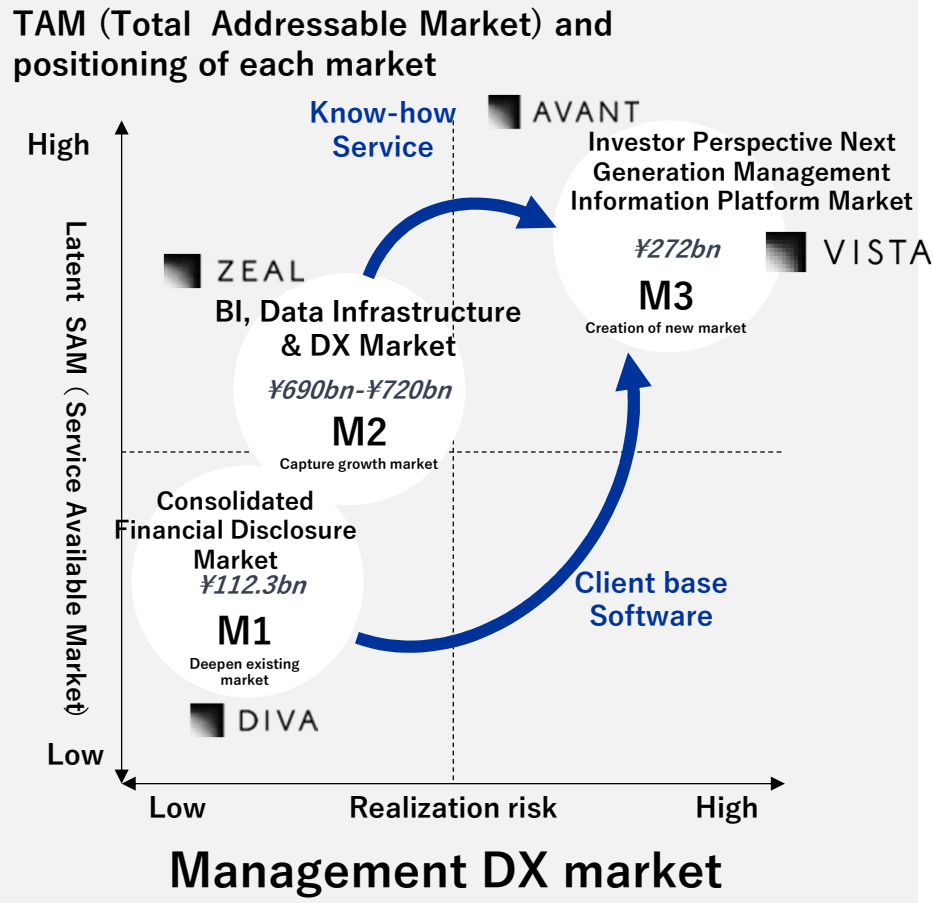 TAM (Total Addressable Market) and
positioning of each market
Know-how
Service
AVANT
High
Investor Perspective Next
Generation Management
Information Platform Market
¥272bn
VISTA
M3
Creation of new market
ZEAL
BI, Data Infrastructure
& DX Market
¥690bn-¥720bn
M2
Capture growth market
Latent SAM (Service Available Market)
Consolidated
Financial Disclosure
Market
¥112.3bn
M1
Deepen existing
market
Client base
Software
DIVA
Low
Low
Realization risk
High
Management DX market